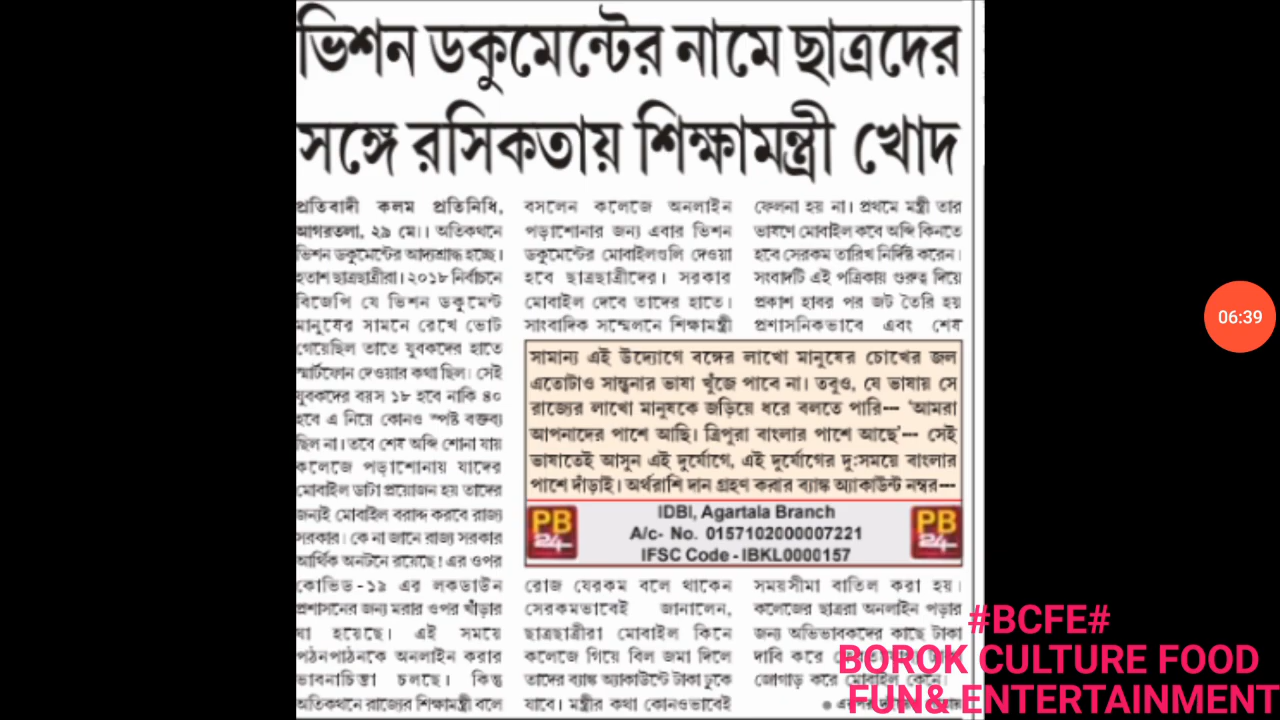 ভিশন ডকুমেন্টের নামে ছাত্রদের
সঙ্গে রসিকতায় শিক্ষামন্ত্রী খোদ
প্রতিবাদী কলম প্রতিনিধি,
আগরতলা, ২৯ মে।। অতিকথনে
ভিশন ডকুমেন্টের আদ্যশ্রাদ্ধ হচ্ছে।
হতাশ ছাত্রছাত্রীরা। ২০১৮ নির্বাচনে
বিজেপি যে ভিশন ডকুমেন্ট
মানুষের সামনে রেখে ভোট
পেয়েছিল তাতে যুবকদের হাতে
স্মার্টফোন দেওয়ার কথা ছিল। সেই
যুবকদের বয়স ১৮ হবে নাকি ৪০
হবে এ নিয়ে কোনও স্পষ্ট বক্তব্য
ছিল না। তবে শেষ অব্দি শোনা যায়
কলেজে পড়াশোনায় যাদের
মোবাইল ডাটা প্রয়োজন হয় তাদের
জন্যই মোবাইল বরাদ্দ করবে রাজ্য
সরকার। কে না জানে রাজ্য সরকার
আর্থিক অনটনে রয়েছে! এর ওপর
কোভিড-১৯ এর লকডাউন
প্রশাসনের জন্য মরার ওপর খাঁড়ার
ঘা হয়েছে। এই সময়ে
পঠনপাঠনকে অনলাইন করার
ভাবনাচিন্তা চলছে। কিন্তু
অতিকথনে রাজ্যের শিক্ষামন্ত্রী বলে
বসলেন কলেজে অনলাইন
পড়াশোনার জন্য এবার ভিশন
ডকুমেন্টের মোবাইলগুলি দেওয়া
হবে ছাত্রছাত্রীদের। সরকার
মোবাইল দেবে তাদের হাতে।
সাংবাদিক সম্মেলনে শিক্ষামন্ত্রী
রোজ যেরকম বলে থাকেন
সেরকমভাবেই জানালেন,
ছাত্রছাত্রীরা মোবাইল কিনে
কলেজে গিয়ে বিল জমা দিলে
তাদের ব্যাঙ্ক অ্যাকাউন্টে টাকা ঢুকে
যাবে। মন্ত্রীর কথা কোনওভাবেই
ফেলনা হয় না। প্রথমে মন্ত্রী তার
ভাষণে মোবাইল কবে অব্দি কিনতে
হবে সেরকম তারিখ নির্দিষ্ট করেন।
সংবাদটি এই পত্রিকায় গুরুত্ব দিয়ে
প্রকাশ হবার পর জট তৈরি হয়
প্রশাসনিকভাবে এবং শেষ
সময়সীমা বাতিল করা হয়।
কলেজের ছাত্ররা অনলাইন পড়ার
জন্য অভিভাবকদের কাছে টাকা
দাবি করে
জোগাড় করে মোবাইল কেনে।
সামান্য এই উদ্যোগে বঙ্গের লাখো মানুষের চোখের জল
এতোটাও সান্ত্বনার ভাষা খুঁজে পাবে না। তবুও, যে ভাষায় সে
রাজ্যের লাখো মানুষকে জড়িয়ে ধরে বলতে পারি--- 'আমরা
আপনাদের পাশে আছি। ত্রিপুরা বাংলার পাশে আছে'--- সেই
ভাষাতেই আসুন এই দুর্যোগে, এই দুর্যোগের দুঃসময়ে বাংলার
পাশে দাঁড়াই। অর্থরাশি দান গ্রহণ করার ব্যাঙ্ক অ্যাকাউন্ট নম্বর---
PB 24
IDBI, Agartala Branch
A/c- No. 0157102000007221
IFSC Code - IBKL0000157
PB 24
06:39
#BCFE#
BOROK CULTURE FOOD
FUN& ENTERTAINMENT